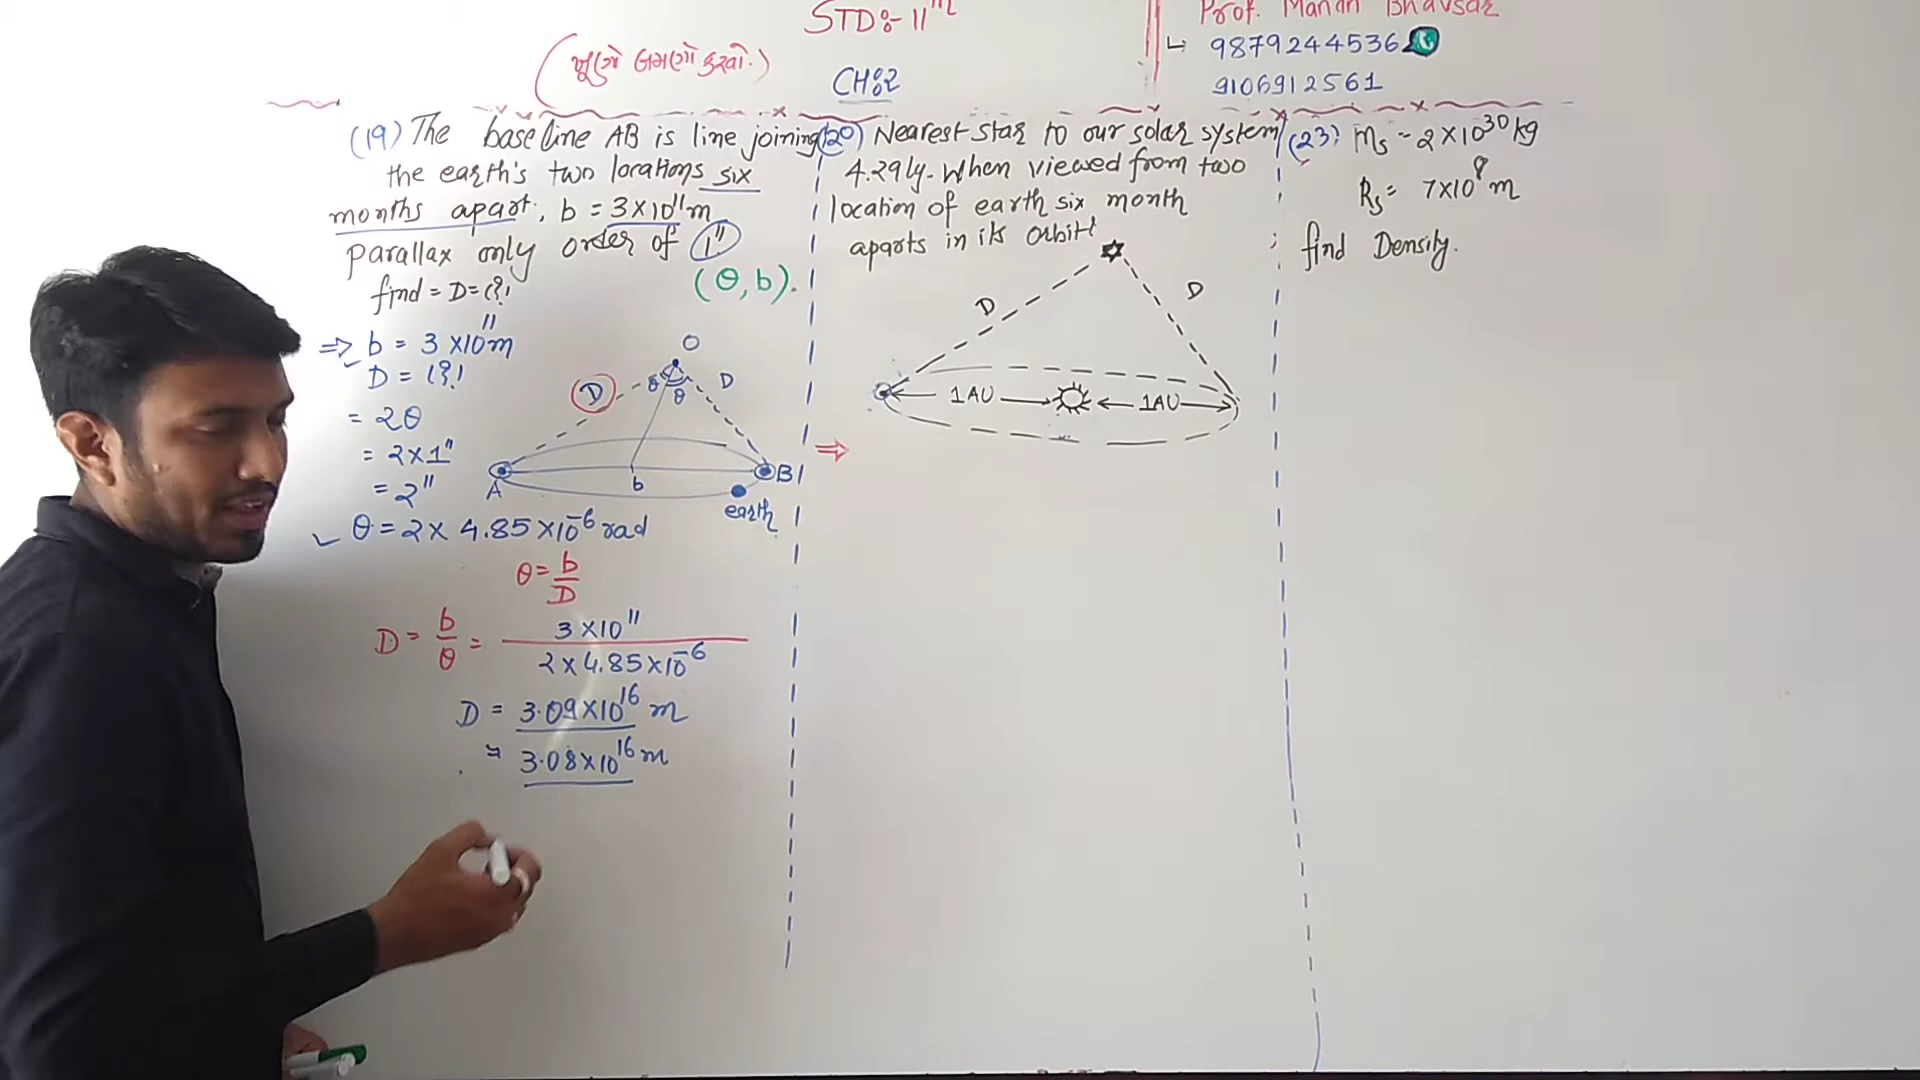 STD:- 11th
Prof. Manan Bhavsar
9879244536
CH:2
9106912561
(19) The base line AB is line joining
the earth's two locations six
months apart. b = 3×10¹¹m
parallax only order of 1"
find = D=(?)
(θ, b).
⇒ b = 3×10¹¹m
D = (?)
= 2θ
= 2×1"
= 2"
θ = 2× 4.85×10⁻⁶ rad
O
D
D
θ
θ
A
b
B
earth
θ = b/D
D = b/θ = 3×10¹¹ / 2×4.85×10⁻⁶
D = 3.09×10¹⁶ m
≈ 3.08×10¹⁶ m
(20) Nearest star to our solar system
4.29 ly. When viewed from two
location of earth six month
aparts in its orbit!
D
D
1AU
1AU
⇒
(23) Ms - 2×10³⁰ kg
Rs = 7×10⁸ m
find Density.